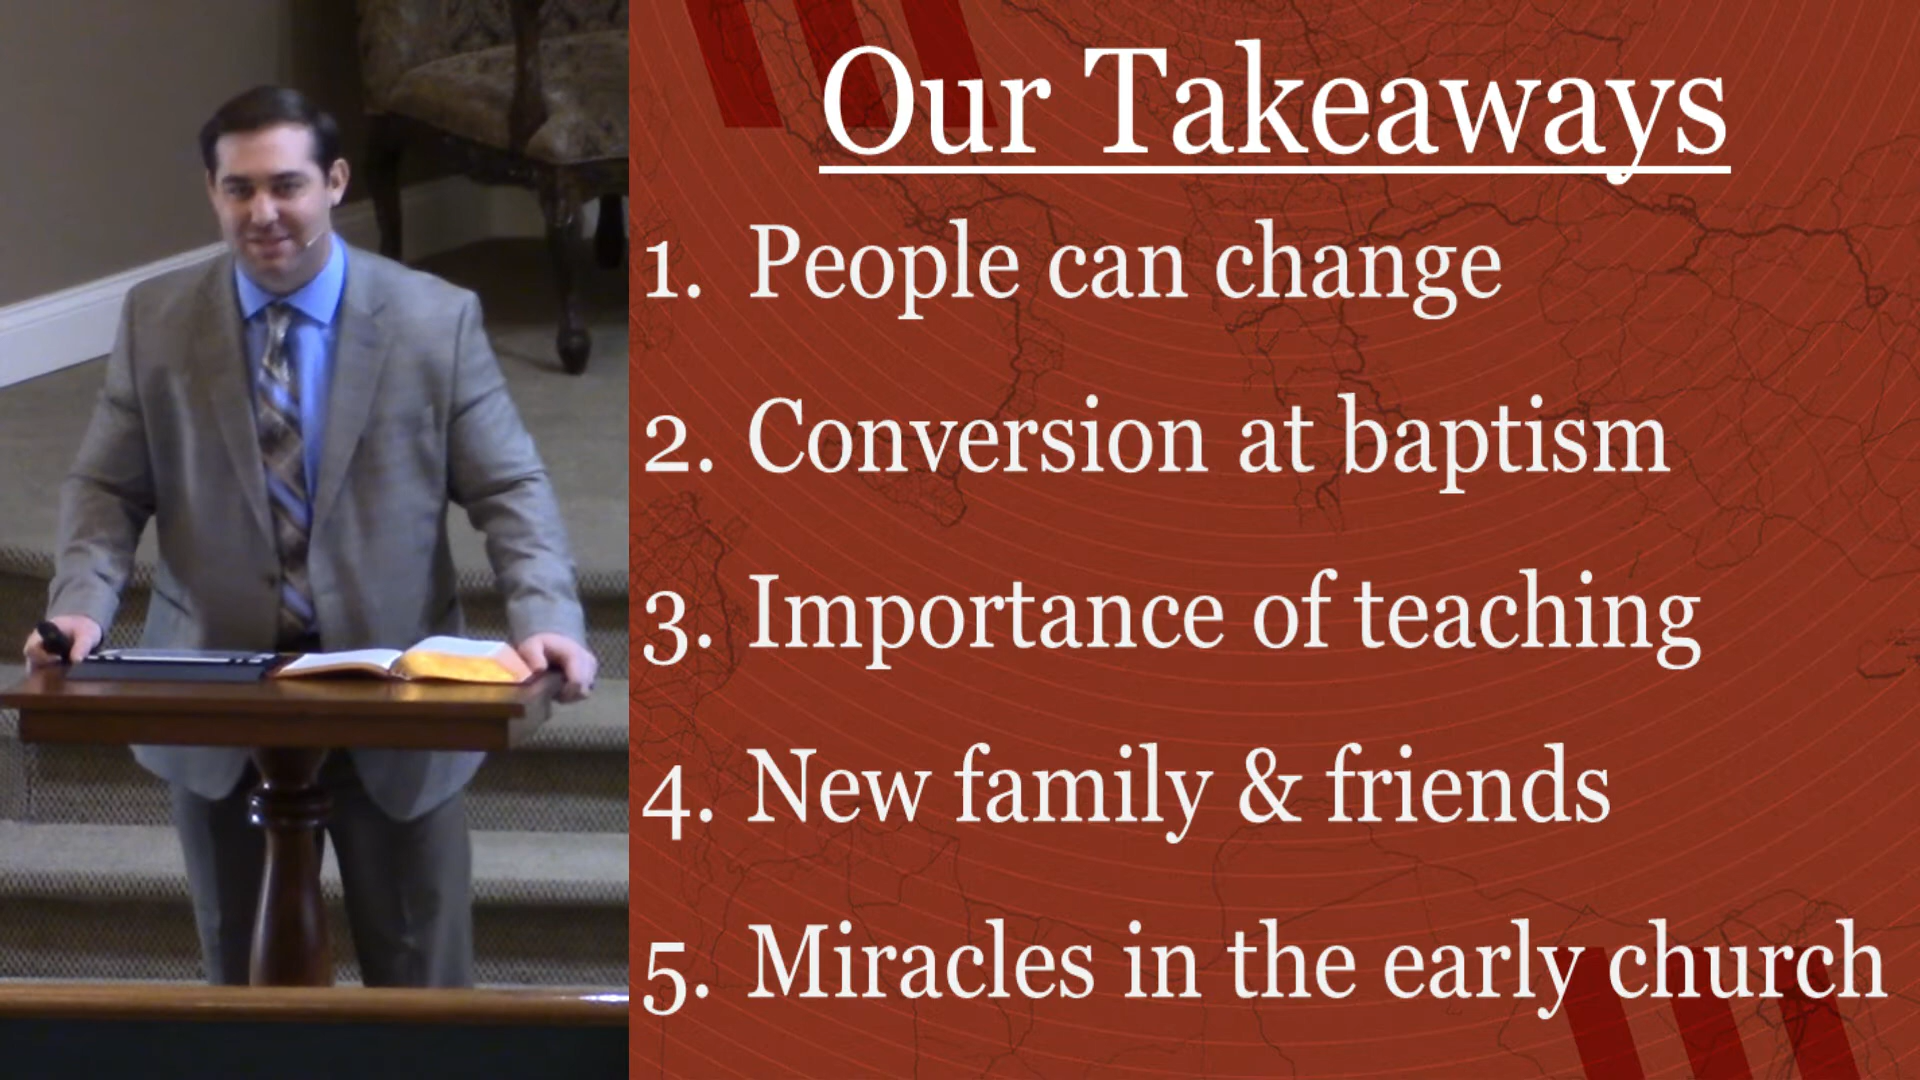 Our Takeaways
1. People can change
2. Conversion at baptism
3. Importance of teaching
4. New family & friends
5. Miracles in the early church